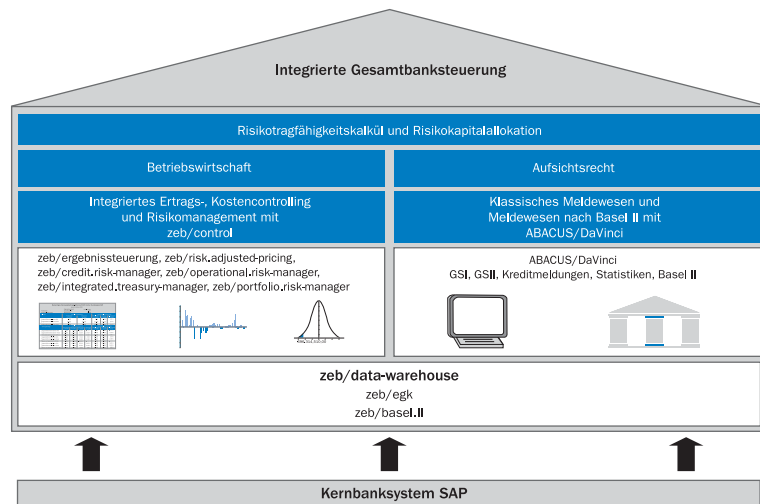 Integrierte Gesamtbanksteuerung
Risikotragfähigkeitskalkül und Risikokapitalallokation
Betriebswirtschaft
Aufsichtsrecht
Integriertes Ertrags-, Kostencontrolling
und Risikomanagement mit
zeb/control
Klassisches Meldewesen und
Meldewesen nach Basel II mit
ABACUS/DaVinci
zeb/ergebnissteuerung, zeb/risk.adjusted-pricing,
zeb/credit.risk-manager, zeb/operational.risk-manager,
zeb/integrated.treasury-manager, zeb/portfolio.risk-manager
ABACUS/DaVinci
GSI, GSII, Kreditmeldungen, Statistiken, Basel II
zeb/data-warehouse
zeb/egk
zeb/basel.II
Kernbanksystem SAP